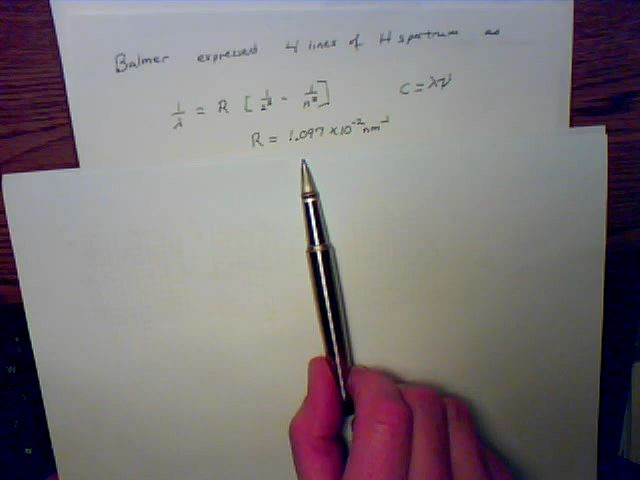 Balmer expressed 4 lines of H spectrum as
1/λ = R [1/2² - 1/n²] C = λν
R = 1.097 × 10⁻² nm⁻¹